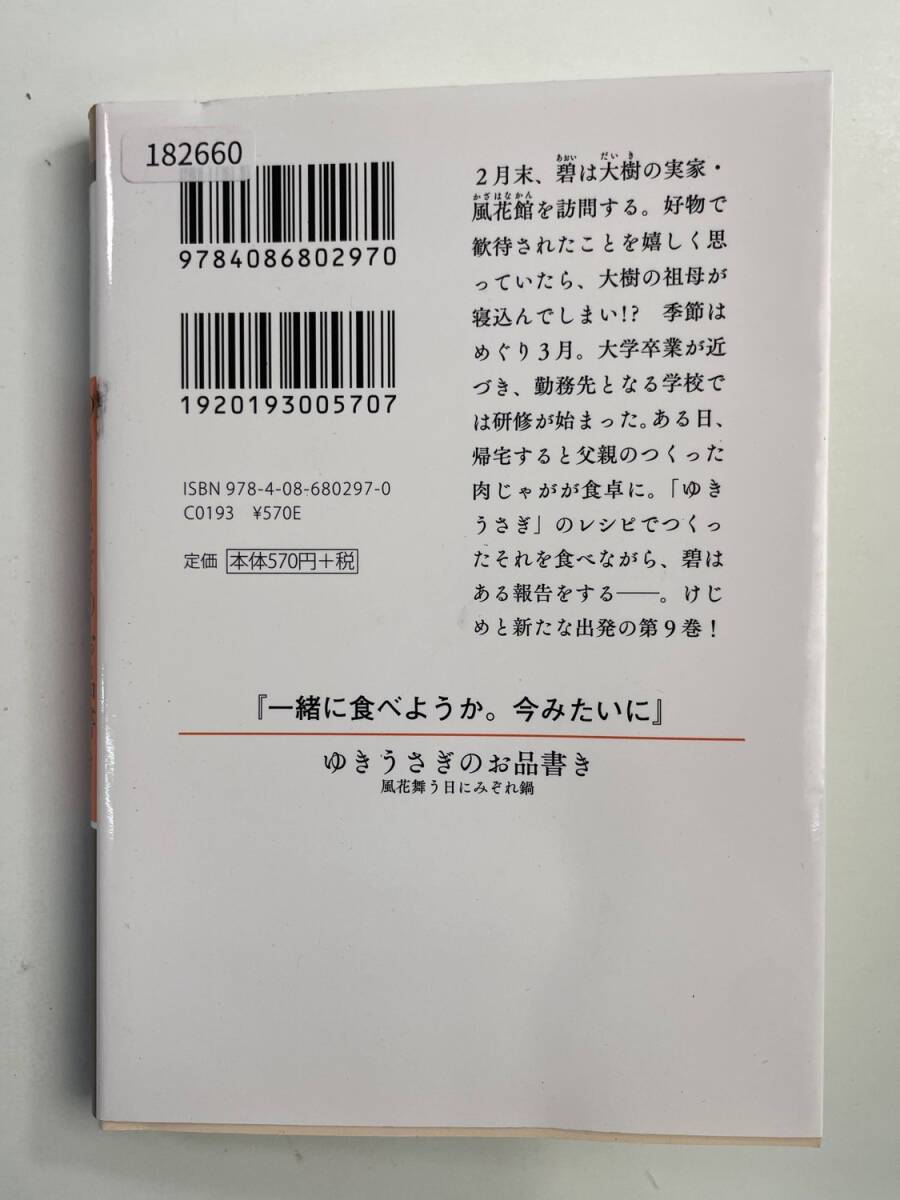 182660
9784086802970
1920193005707
ISBN 978-4-08-680297-0
C0193 ¥570E
定価 本体570円+税
2月末、碧は大樹の実家・
風花館を訪問する。好物で
歓待されたことを嬉しく思
っていたら、大樹の祖母が
寝込んでしまい!? 季節は
めぐり3月。大学卒業が近
づき、勤務先となる学校で
は研修が始まった。ある日、
帰宅すると父親のつくった
肉じゃがが食卓に。「ゆき
うさぎ」のレシピでつくっ
たそれを食べながら、碧は
ある報告をする――。けじ
めと新たな出発の第9巻！
『一緒に食べようか。今みたいに』
ゆきうさぎのお品書き
風花舞う日にみぞれ鍋